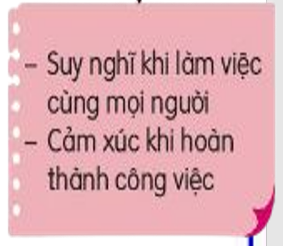 – Suy nghĩ khi làm việc
cùng mọi người
– Cảm xúc khi hoàn
thành công việc